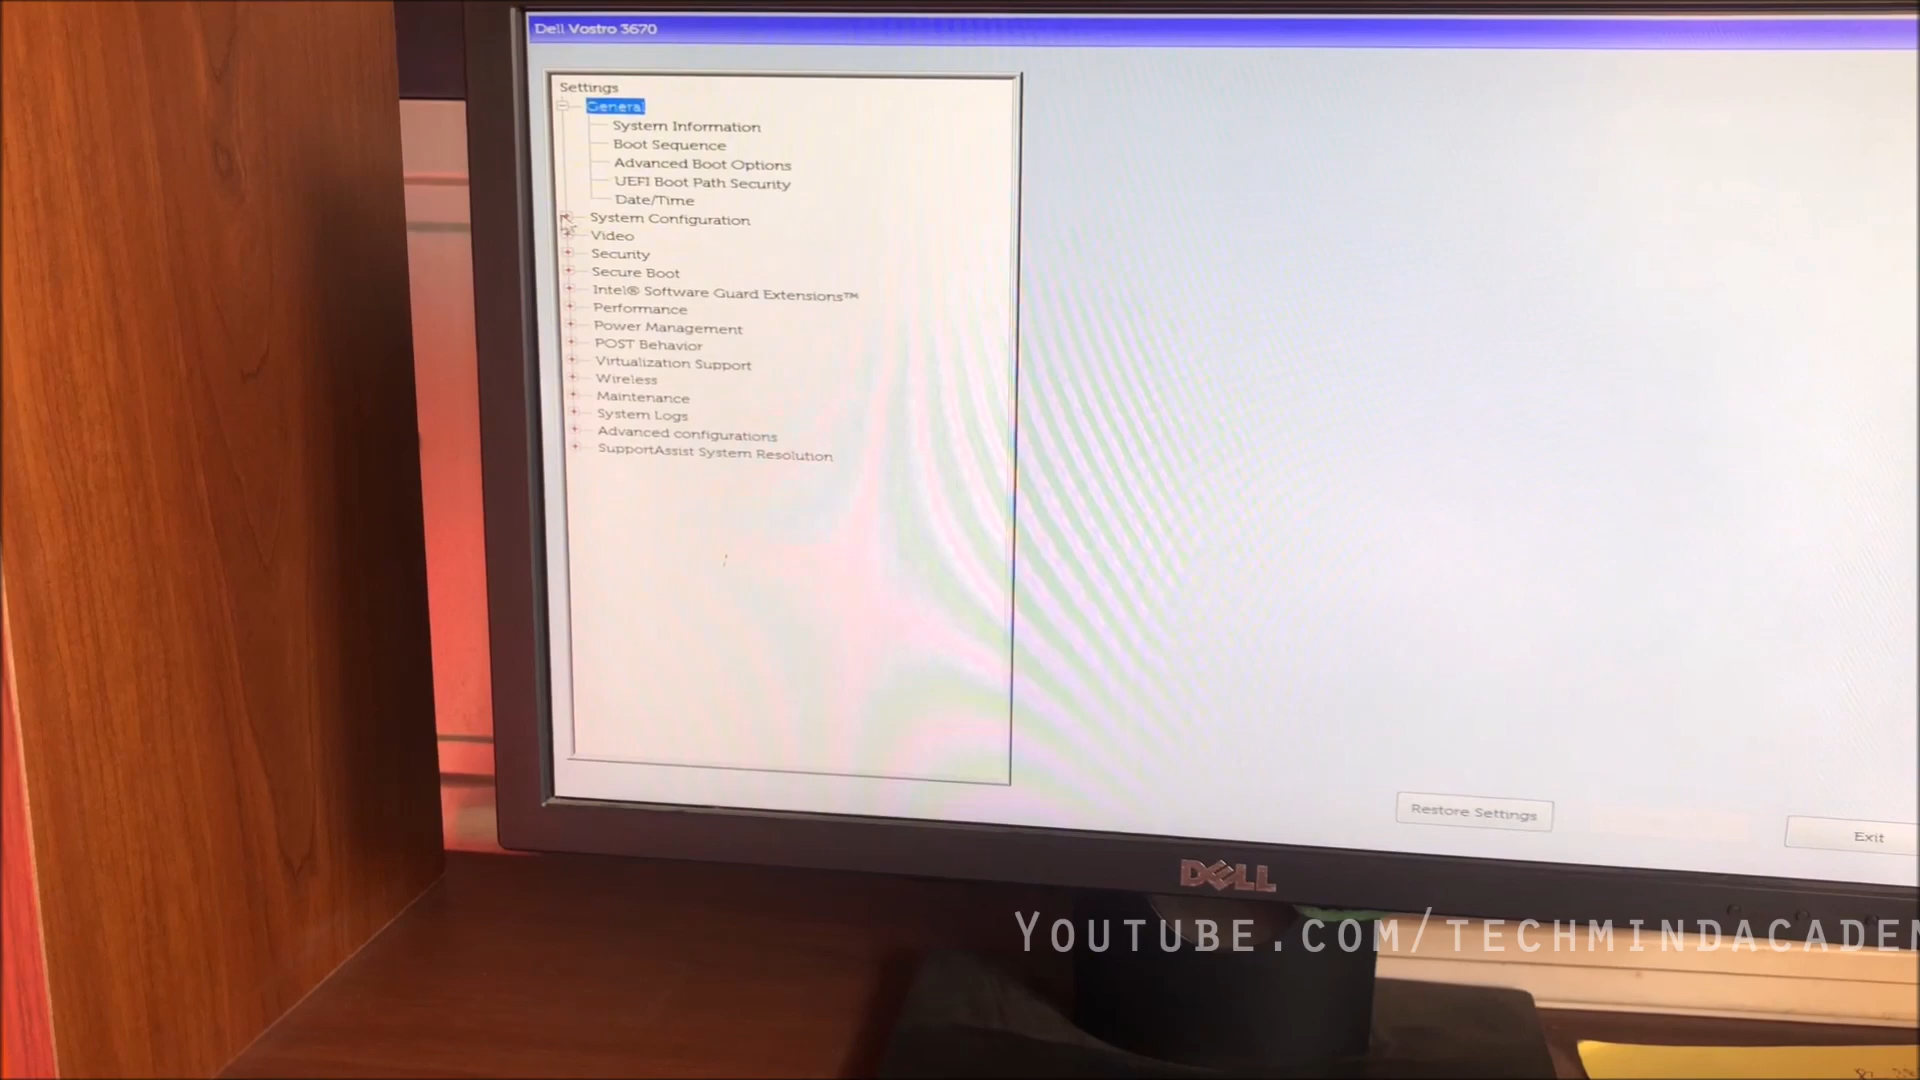 Dell Vostro 3670
Settings
General
System Information
Boot Sequence
Advanced Boot Options
UEFI Boot Path Security
Date/Time
System Configuration
Video
Security
Secure Boot
Intel® Software Guard Extensions™
Performance
Power Management
POST Behavior
Virtualization Support
Wireless
Maintenance
System Logs
Advanced configurations
SupportAssist System Resolution
Restore Settings
Exit
DELL
YOUTUBE.COM/TECHMINDACADEM